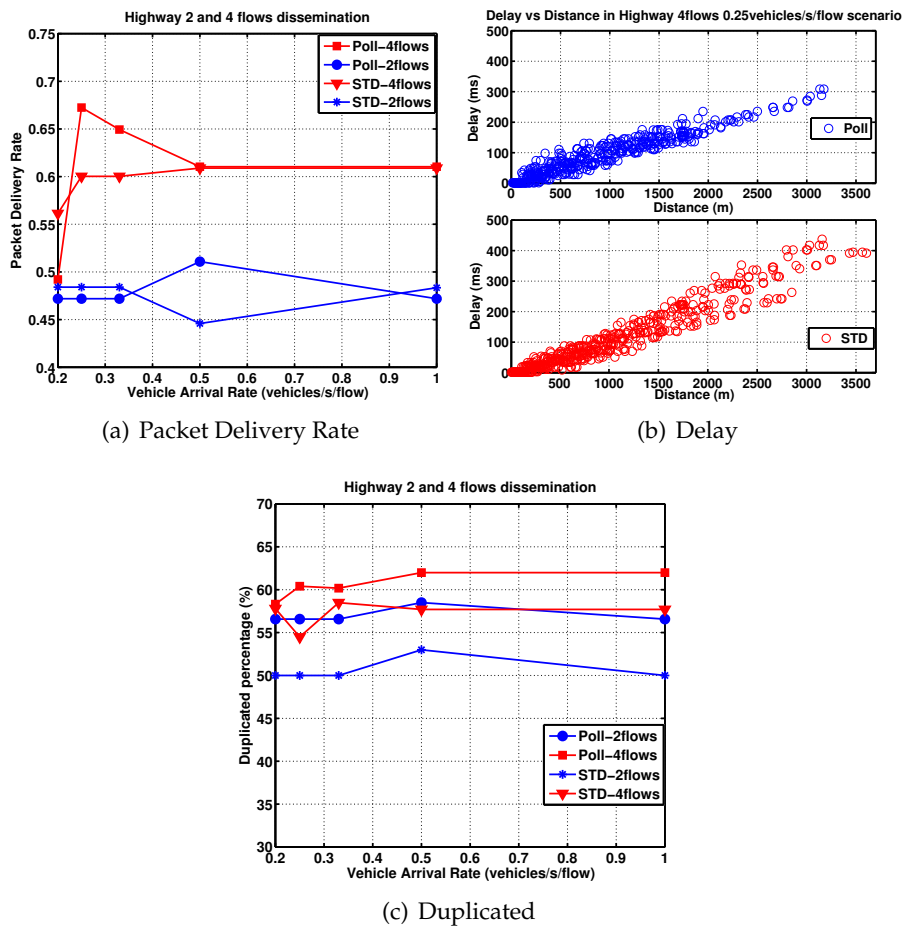 Highway 2 and 4 flows dissemination
0.75
0.7
0.65
0.6
0.55
0.5
0.45
0.4
Packet Delivery Rate
Poll-4flows
Poll-2flows
STD-4flows
STD-2flows
0.2 0.3 0.4 0.5 0.6 0.7 0.8 0.9 1
Vehicle Arrival Rate (vehicles/s/flow)
(a) Packet Delivery Rate
Delay vs Distance in Highway 4flows 0.25vehicles/s/flow scenario
500
400
300
200
100
0
Delay (ms)
Poll
500 1000 1500 2000 2500 3000 3500
Distance (m)
500
400
300
200
100
0
Delay (ms)
STD
500 1000 1500 2000 2500 3000 3500
Distance (m)
(b) Delay
Highway 2 and 4 flows dissemination
70
65
60
55
50
45
40
35
30
Duplicated percentage (%)
Poll-2flows
Poll-4flows
STD-2flows
STD-4flows
0.2 0.3 0.4 0.5 0.6 0.7 0.8 0.9 1
Vehicle Arrival Rate (vehicles/s/flow)
(c) Duplicated